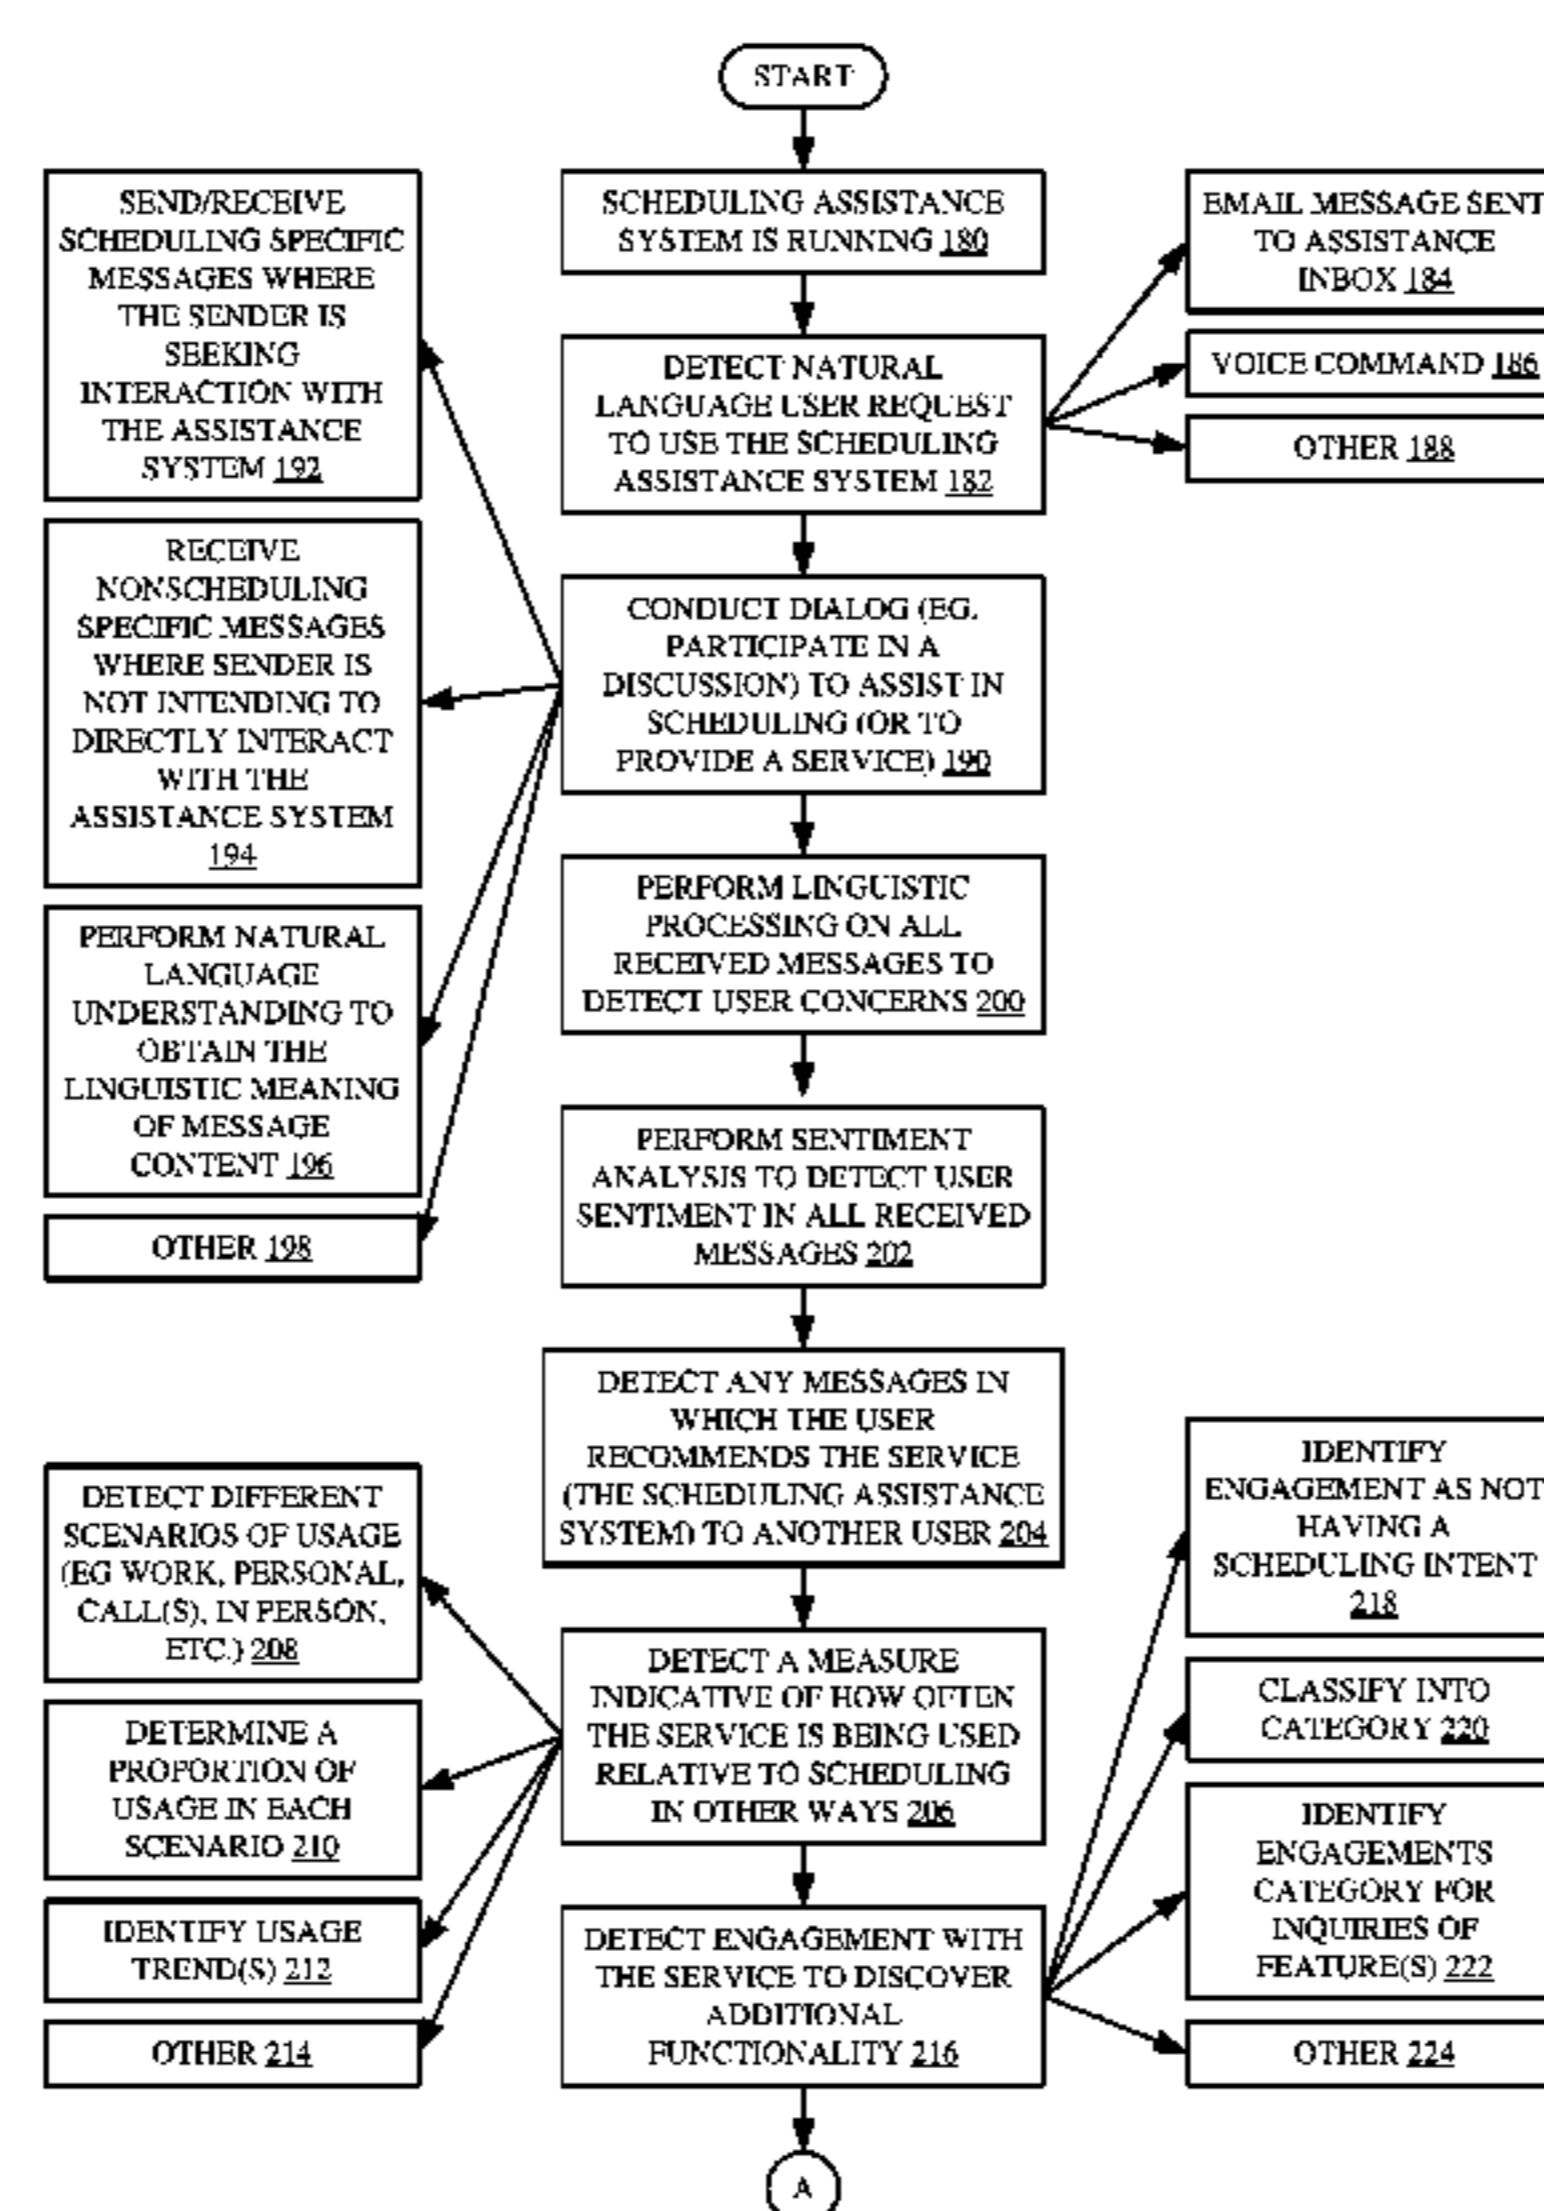 START
SCHEDULING ASSISTANCE
SYSTEM IS RUNNING 180
DETECT NATURAL
LANGUAGE USER REQUEST
TO USE THE SCHEDULING
ASSISTANCE SYSTEM 182
EMAIL MESSAGE SENT
TO ASSISTANCE
INBOX 184
VOICE COMMAND 186
OTHER 188
CONDUCT DIALOG (EG.
PARTICIPATE IN A
DISCUSSION) TO ASSIST IN
SCHEDULING (OR TO
PROVIDE A SERVICE) 190
SEND/RECEIVE
SCHEDULING SPECIFIC
MESSAGES WHERE
THE SENDER IS
SEEKING
INTERACTION WITH
THE ASSISTANCE
SYSTEM 192
RECEIVE
NONSCHEDULING
SPECIFIC MESSAGES
WHERE SENDER IS
NOT INTENDING TO
DIRECTLY INTERACT
WITH THE
ASSISTANCE SYSTEM
194
PERFORM NATURAL
LANGUAGE
UNDERSTANDING TO
OBTAIN THE
LINGUISTIC MEANING
OF MESSAGE
CONTENT 196
OTHER 198
PERFORM LINGUISTIC
PROCESSING ON ALL
RECEIVED MESSAGES TO
DETECT USER CONCERNS 200
PERFORM SENTIMENT
ANALYSIS TO DETECT USER
SENTIMENT IN ALL RECEIVED
MESSAGES 202
DETECT ANY MESSAGES IN
WHICH THE USER
RECOMMENDS THE SERVICE
(THE SCHEDULING ASSISTANCE
SYSTEM) TO ANOTHER USER 204
DETECT A MEASURE
INDICATIVE OF HOW OFTEN
THE SERVICE IS BEING USED
RELATIVE TO SCHEDULING
IN OTHER WAYS 206
DETECT DIFFERENT
SCENARIOS OF USAGE
(EG WORK, PERSONAL,
CALL(S), IN PERSON,
ETC.) 208
DETERMINE A
PROPORTION OF
USAGE IN EACH
SCENARIO 210
IDENTIFY USAGE
TREND(S) 212
OTHER 214
DETECT ENGAGEMENT WITH
THE SERVICE TO DISCOVER
ADDITIONAL
FUNCTIONALITY 216
IDENTIFY
ENGAGEMENT AS NOT
HAVING A
SCHEDULING INTENT
218
CLASSIFY INTO
CATEGORY 220
IDENTIFY
ENGAGEMENTS
CATEGORY FOR
INQUIRIES OF
FEATURE(S) 222
OTHER 224
A